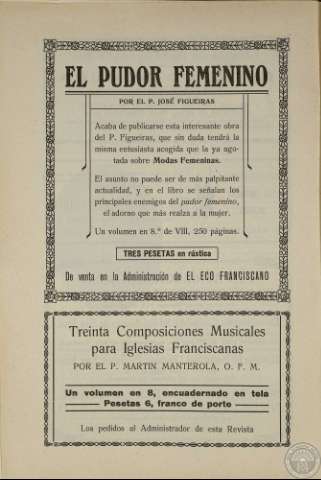 EL PUDOR FEMENINO
POR EL P. JOSÉ FIGUEIRAS
Acaba de publicarse esta interesante obra
del P. Figueiras, que sin duda tendrá la
misma entusiasta acogida que la ya ago-
tada sobre Modas Femeninas.
El asunto no puede ser de más palpitante
actualidad, y en el libro se señalan los
principales enemigos del pudor femenino,
el adorno que más realza a la mujer.
Un volumen en 8.º de VIII, 250 páginas.
TRES PESETAS en rústica
De venta en la Administración de EL ECO FRANCISCANO
Treinta Composiciones Musicales
para Iglesias Franciscanas
POR EL P. MARTIN MANTEROLA, O. F. M.
Un volumen en 8, encuadernado en tela
Pesetas 6, franco de porte
Los pedidos al Administrador de esta Revista